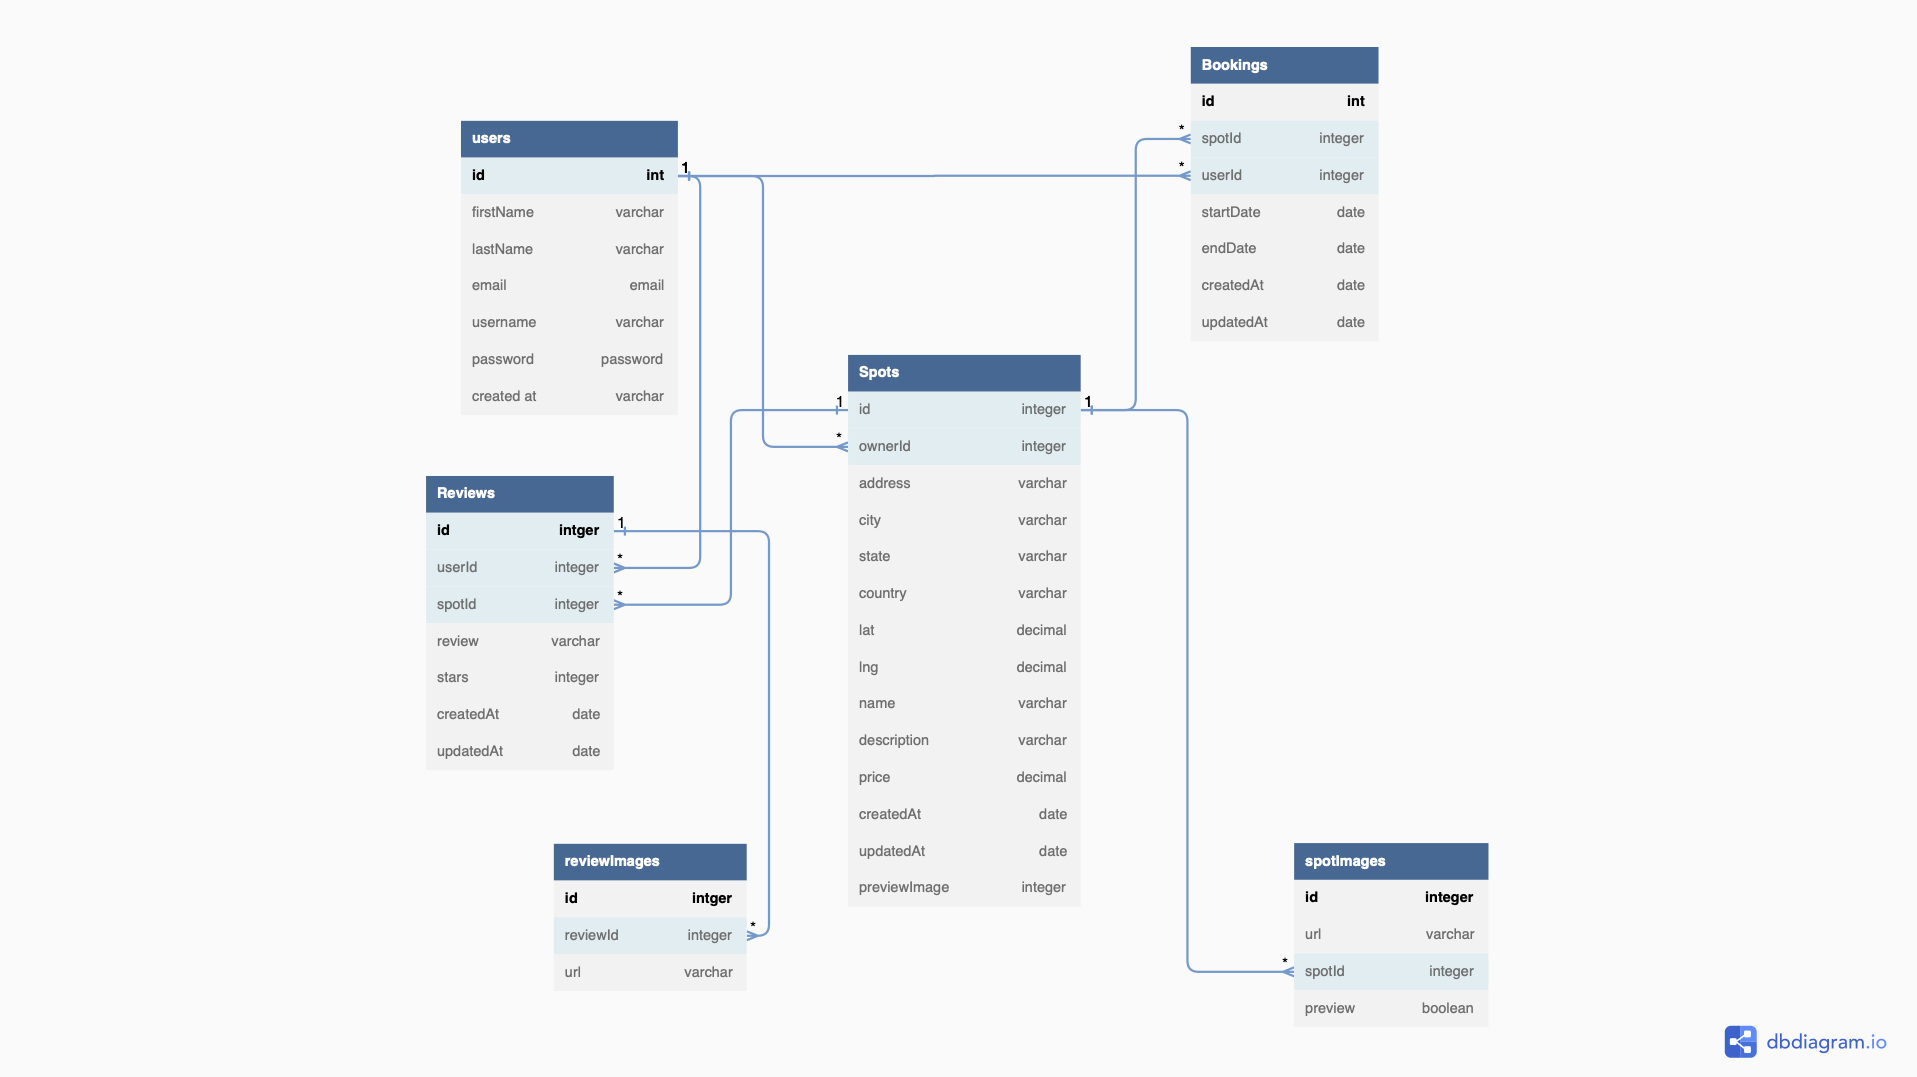 users
id int
firstName varchar
lastName varchar
email email
username varchar
password password
created at varchar
1
Bookings
id int
* spotId integer
* userId integer
startDate date
endDate date
createdAt date
updatedAt date
Spots
1 id integer 1
* ownerId integer
address varchar
city varchar
state varchar
country varchar
lat decimal
lng decimal
name varchar
description varchar
price decimal
createdAt date
updatedAt date
previewImage integer
Reviews
id intger 1
userId integer *
spotId integer *
review varchar
stars integer
createdAt date
updatedAt date
reviewImages
id intger
reviewId integer *
url varchar
spotImages
id integer
url varchar
* spotId integer
preview boolean
dbdiagram.io